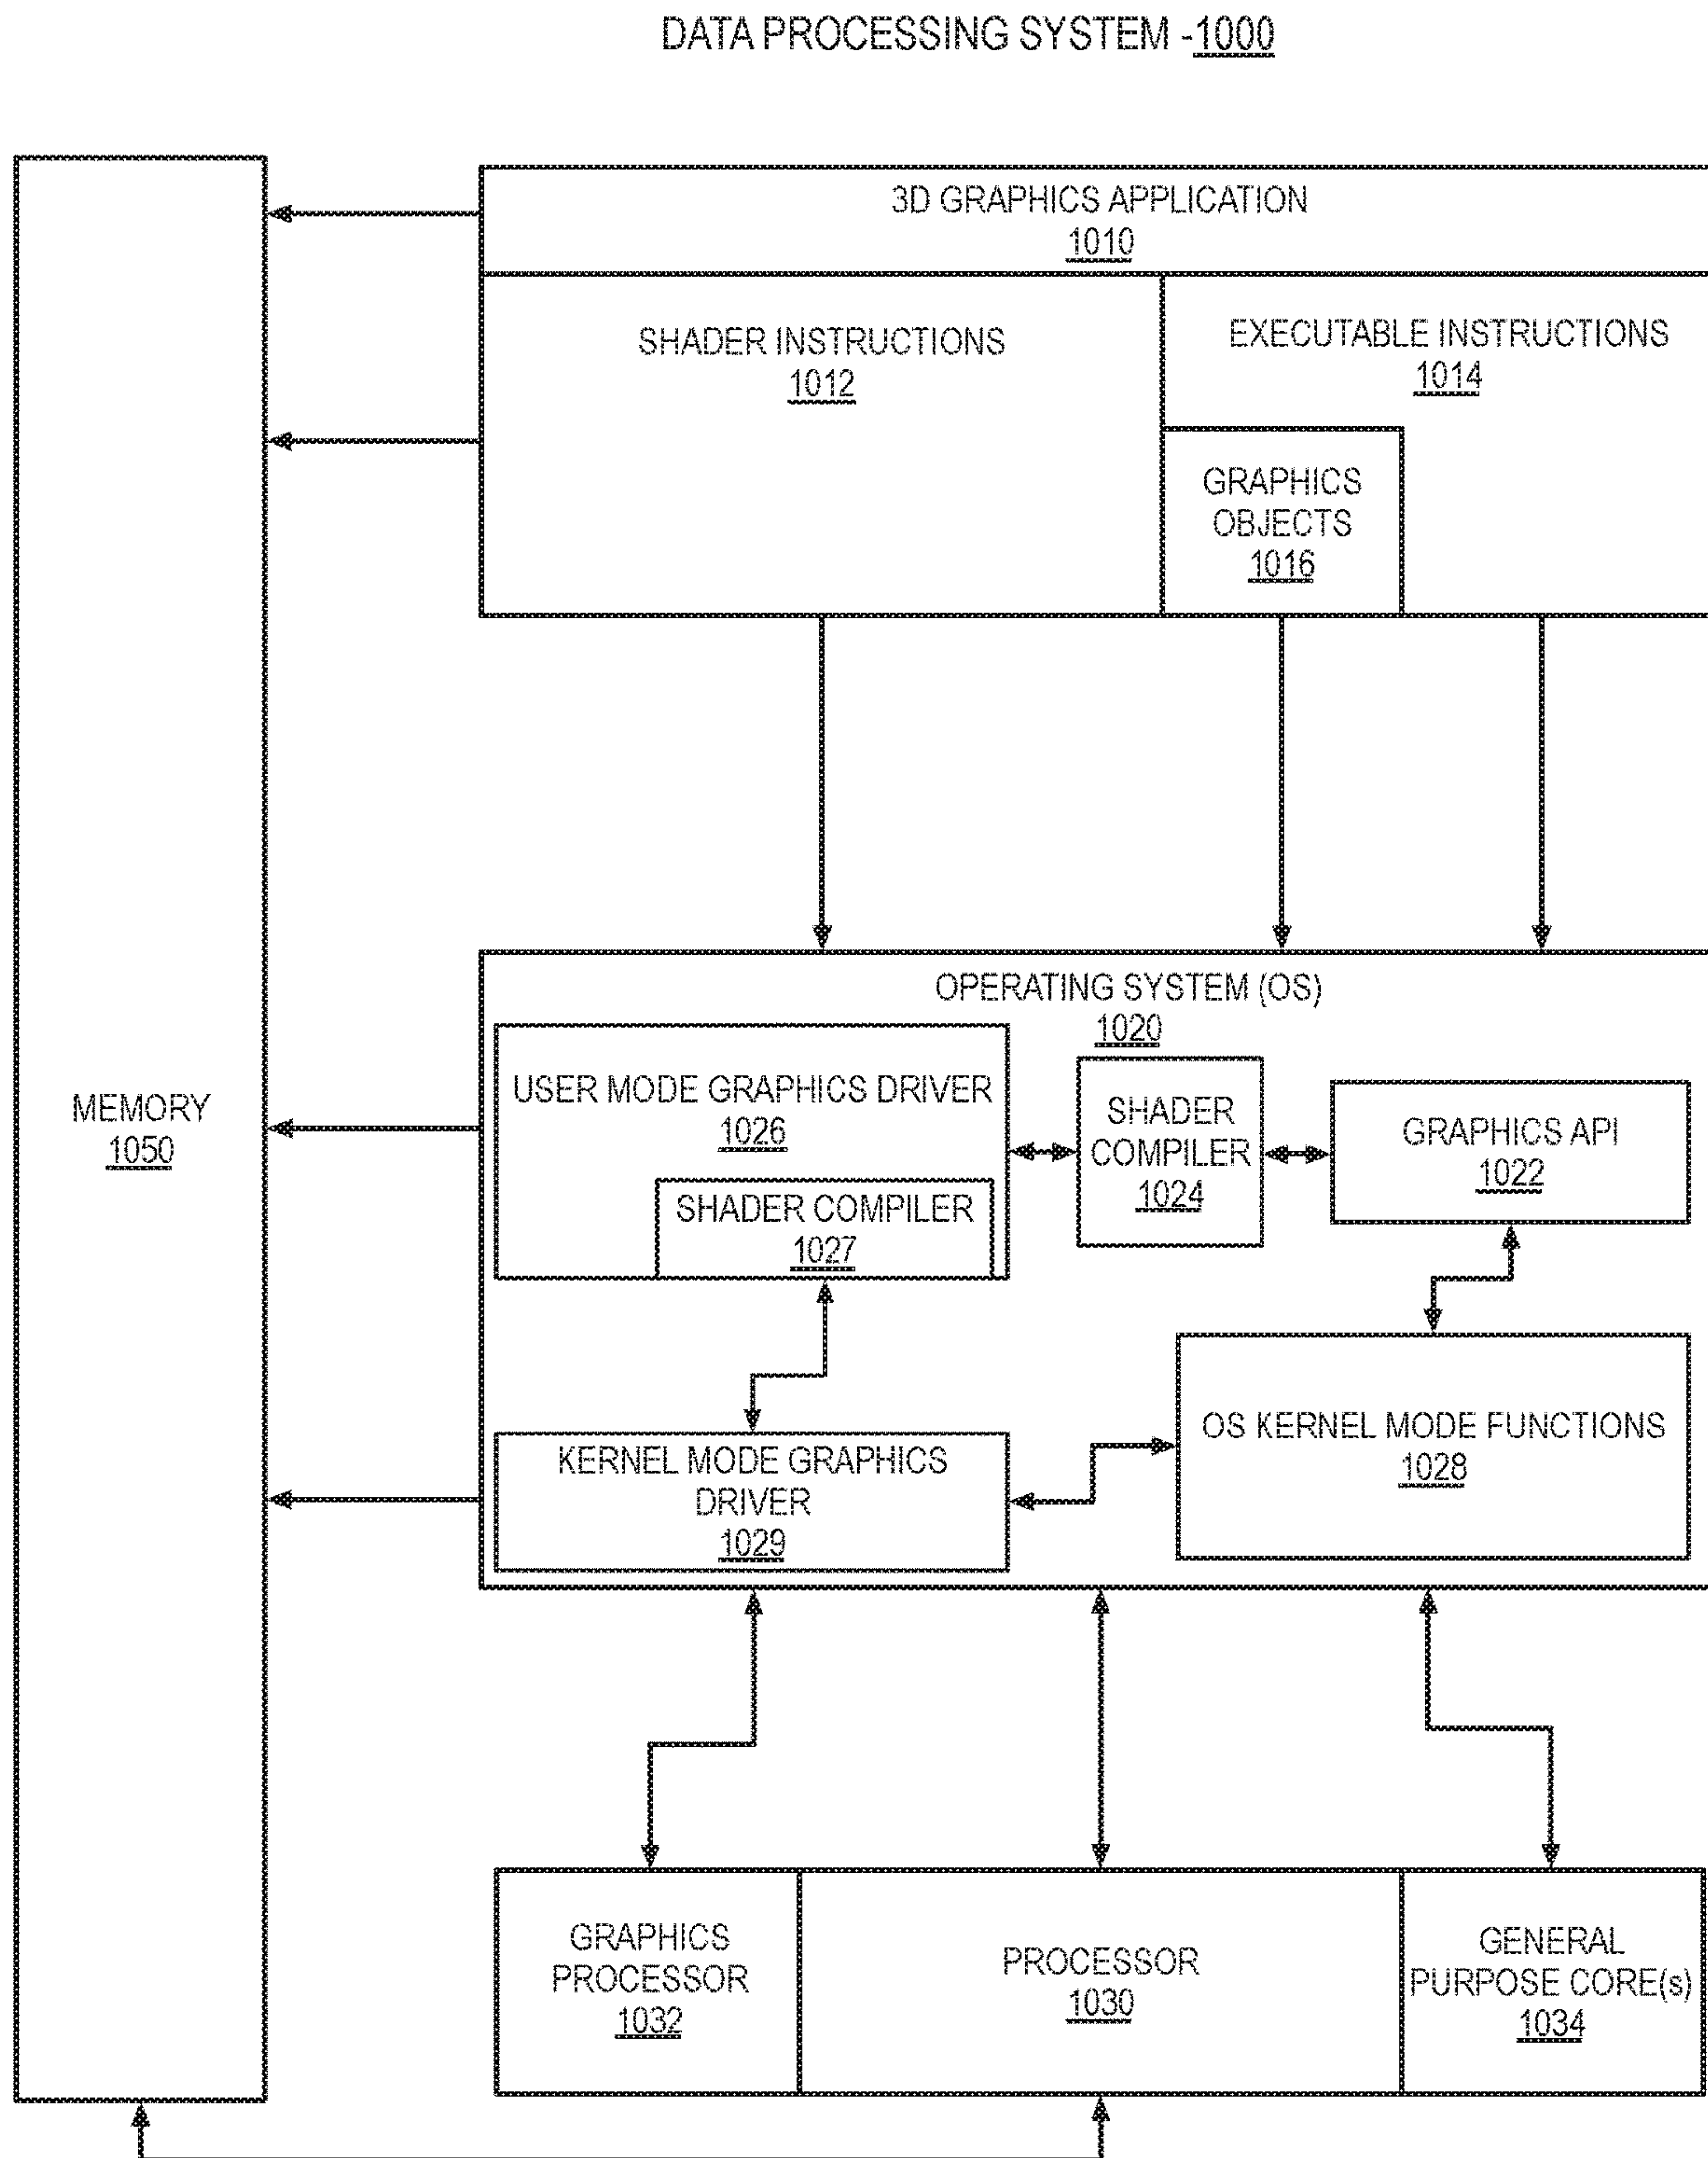 DATA PROCESSING SYSTEM -1000
3D GRAPHICS APPLICATION
1010
SHADER INSTRUCTIONS
1012
EXECUTABLE INSTRUCTIONS
1014
GRAPHICS
OBJECTS
1016
MEMORY
1050
OPERATING SYSTEM (OS)
1020
USER MODE GRAPHICS DRIVER
1026
SHADER COMPILER
1027
SHADER
COMPILER
1024
GRAPHICS API
1022
KERNEL MODE GRAPHICS
DRIVER
1029
OS KERNEL MODE FUNCTIONS
1028
GRAPHICS
PROCESSOR
1032
PROCESSOR
1030
GENERAL
PURPOSE CORE(s)
1034